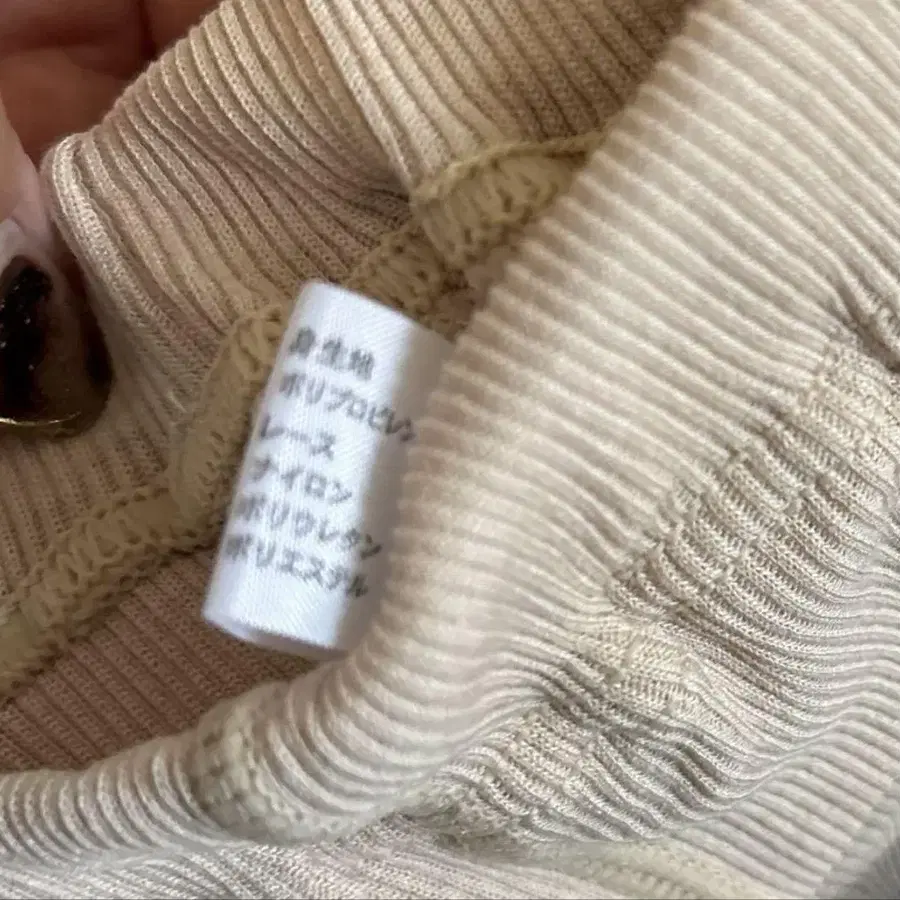 身生地
ポリプロピレン
レース
ナイロン
ポリウレタン
ポリエステル